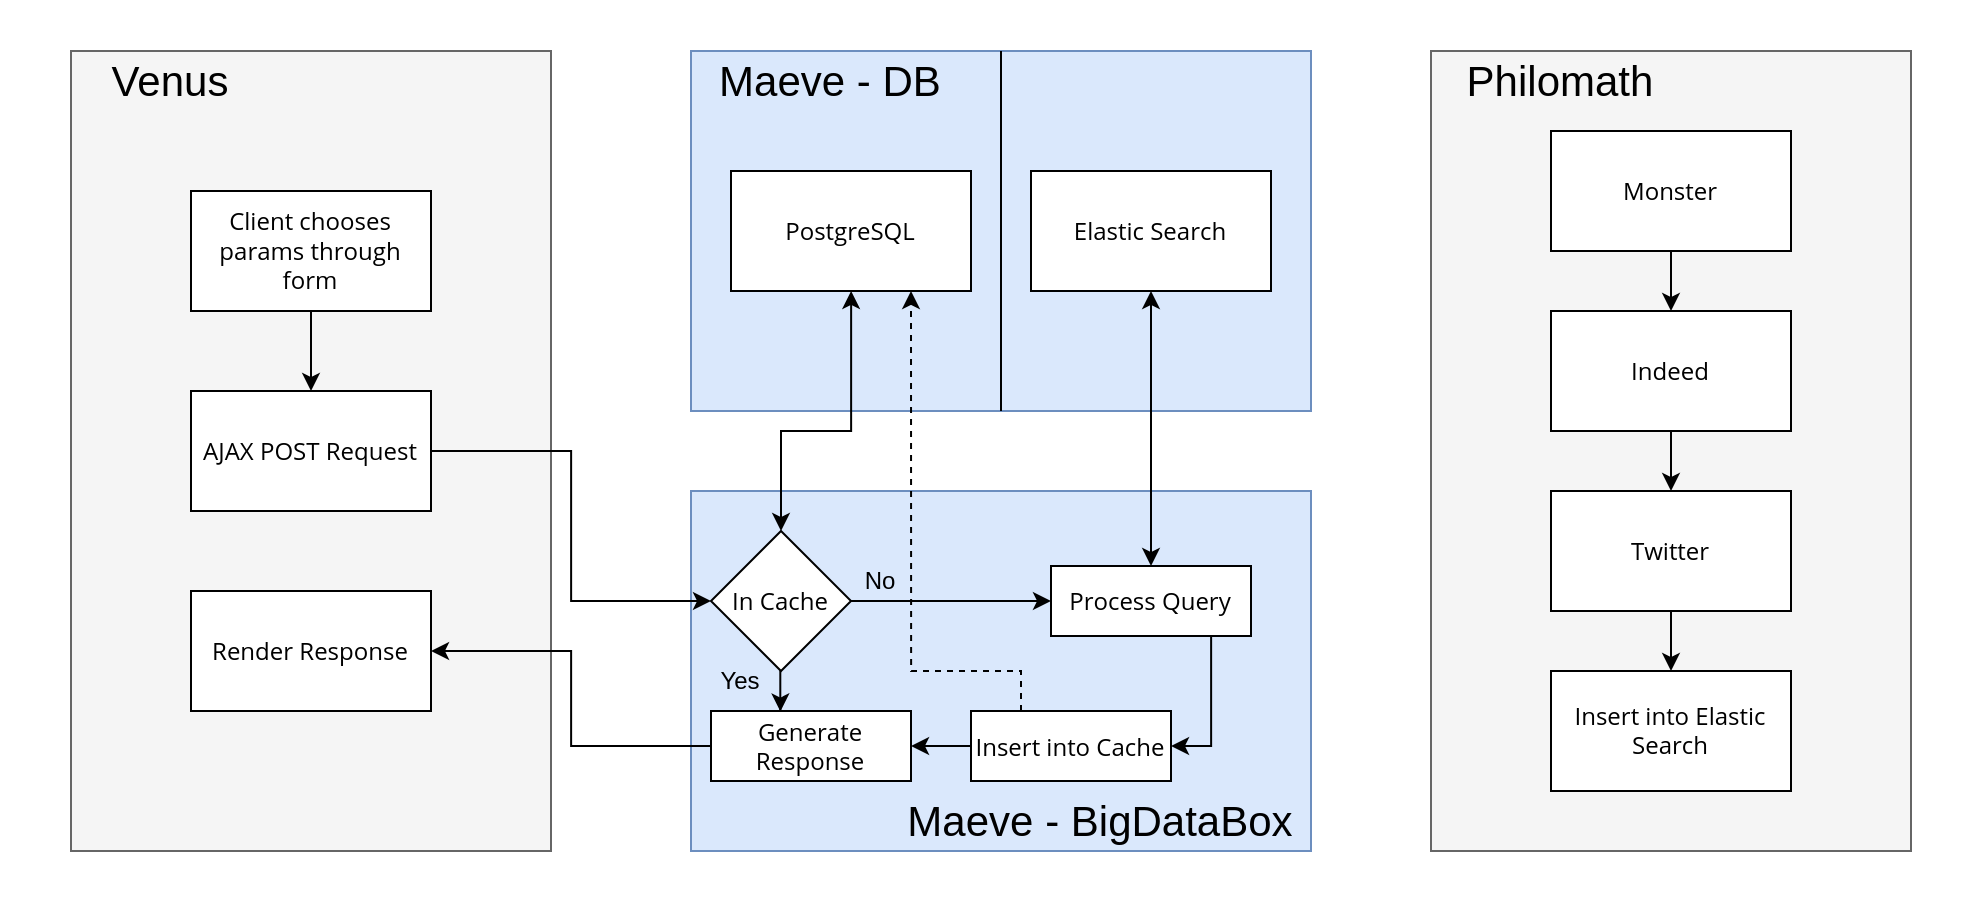 Venus
Client chooses
params through
form
AJAX POST Request
Render Response
Maeve - DB
PostgreSQL
Elastic Search
In Cache
No
Yes
Process Query
Generate
Response
Insert into Cache
Maeve - BigDataBox
Philomath
Monster
Indeed
Twitter
Insert into Elastic
Search